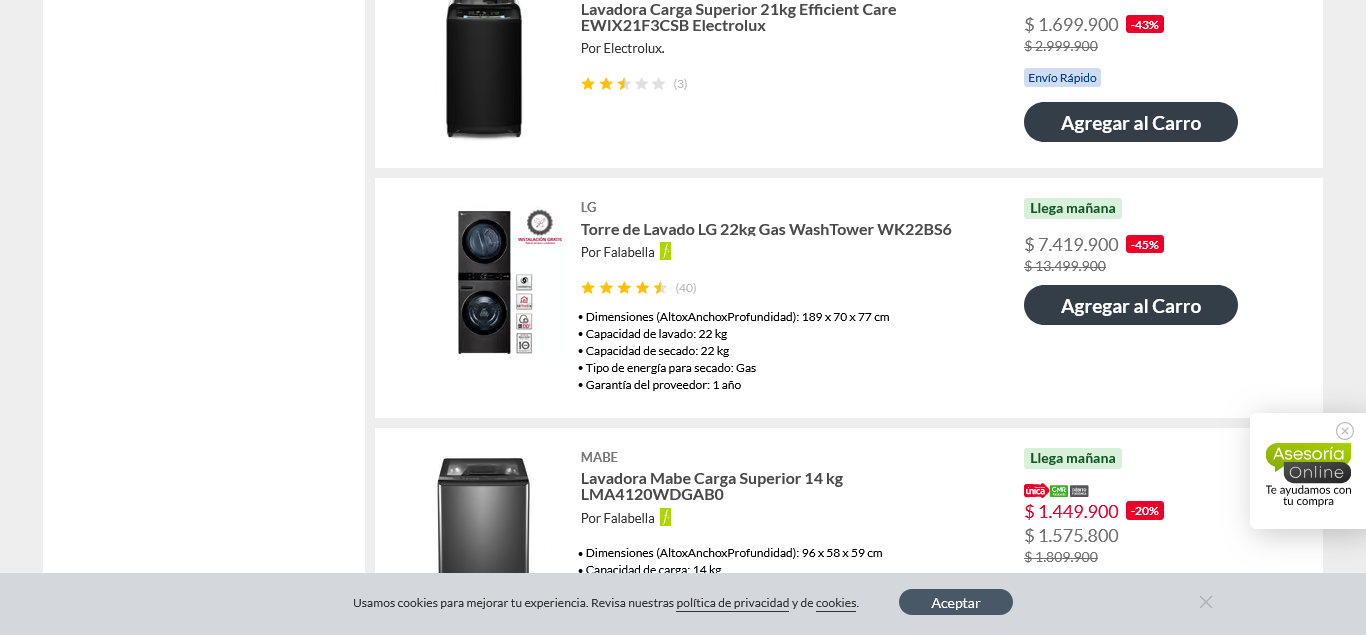 Lavadora Carga Superior 21kg Efficient Care
EWIX21F3CSB Electrolux
Por Electrolux.
(3)
$ 1.699.900 -43%
$ 2.999.900
Envío Rápido
Agregar al Carro
INSTALACIÓN GRATIS
LG
Torre de Lavado LG 22kg Gas WashTower WK22BS6
Por Falabella
(40)
• Dimensiones (AltoxAnchoxProfundidad): 189 x 70 x 77 cm
• Capacidad de lavado: 22 kg
• Capacidad de secado: 22 kg
• Tipo de energía para secado: Gas
• Garantía del proveedor: 1 año
Llega mañana
$ 7.419.900 -45%
$ 13.499.900
Agregar al Carro
MABE
Lavadora Mabe Carga Superior 14 kg
LMA4120WDGAB0
Por Falabella
• Dimensiones (AltoxAnchoxProfundidad): 96 x 58 x 59 cm
• Capacidad de carga: 14 kg
Llega mañana
única CMR
$ 1.449.900 -20%
$ 1.575.800
$ 1.809.900
Asesoría
Online
Te ayudamos con
tu compra
Usamos cookies para mejorar tu experiencia. Revisa nuestras política de privacidad y de cookies.
Aceptar